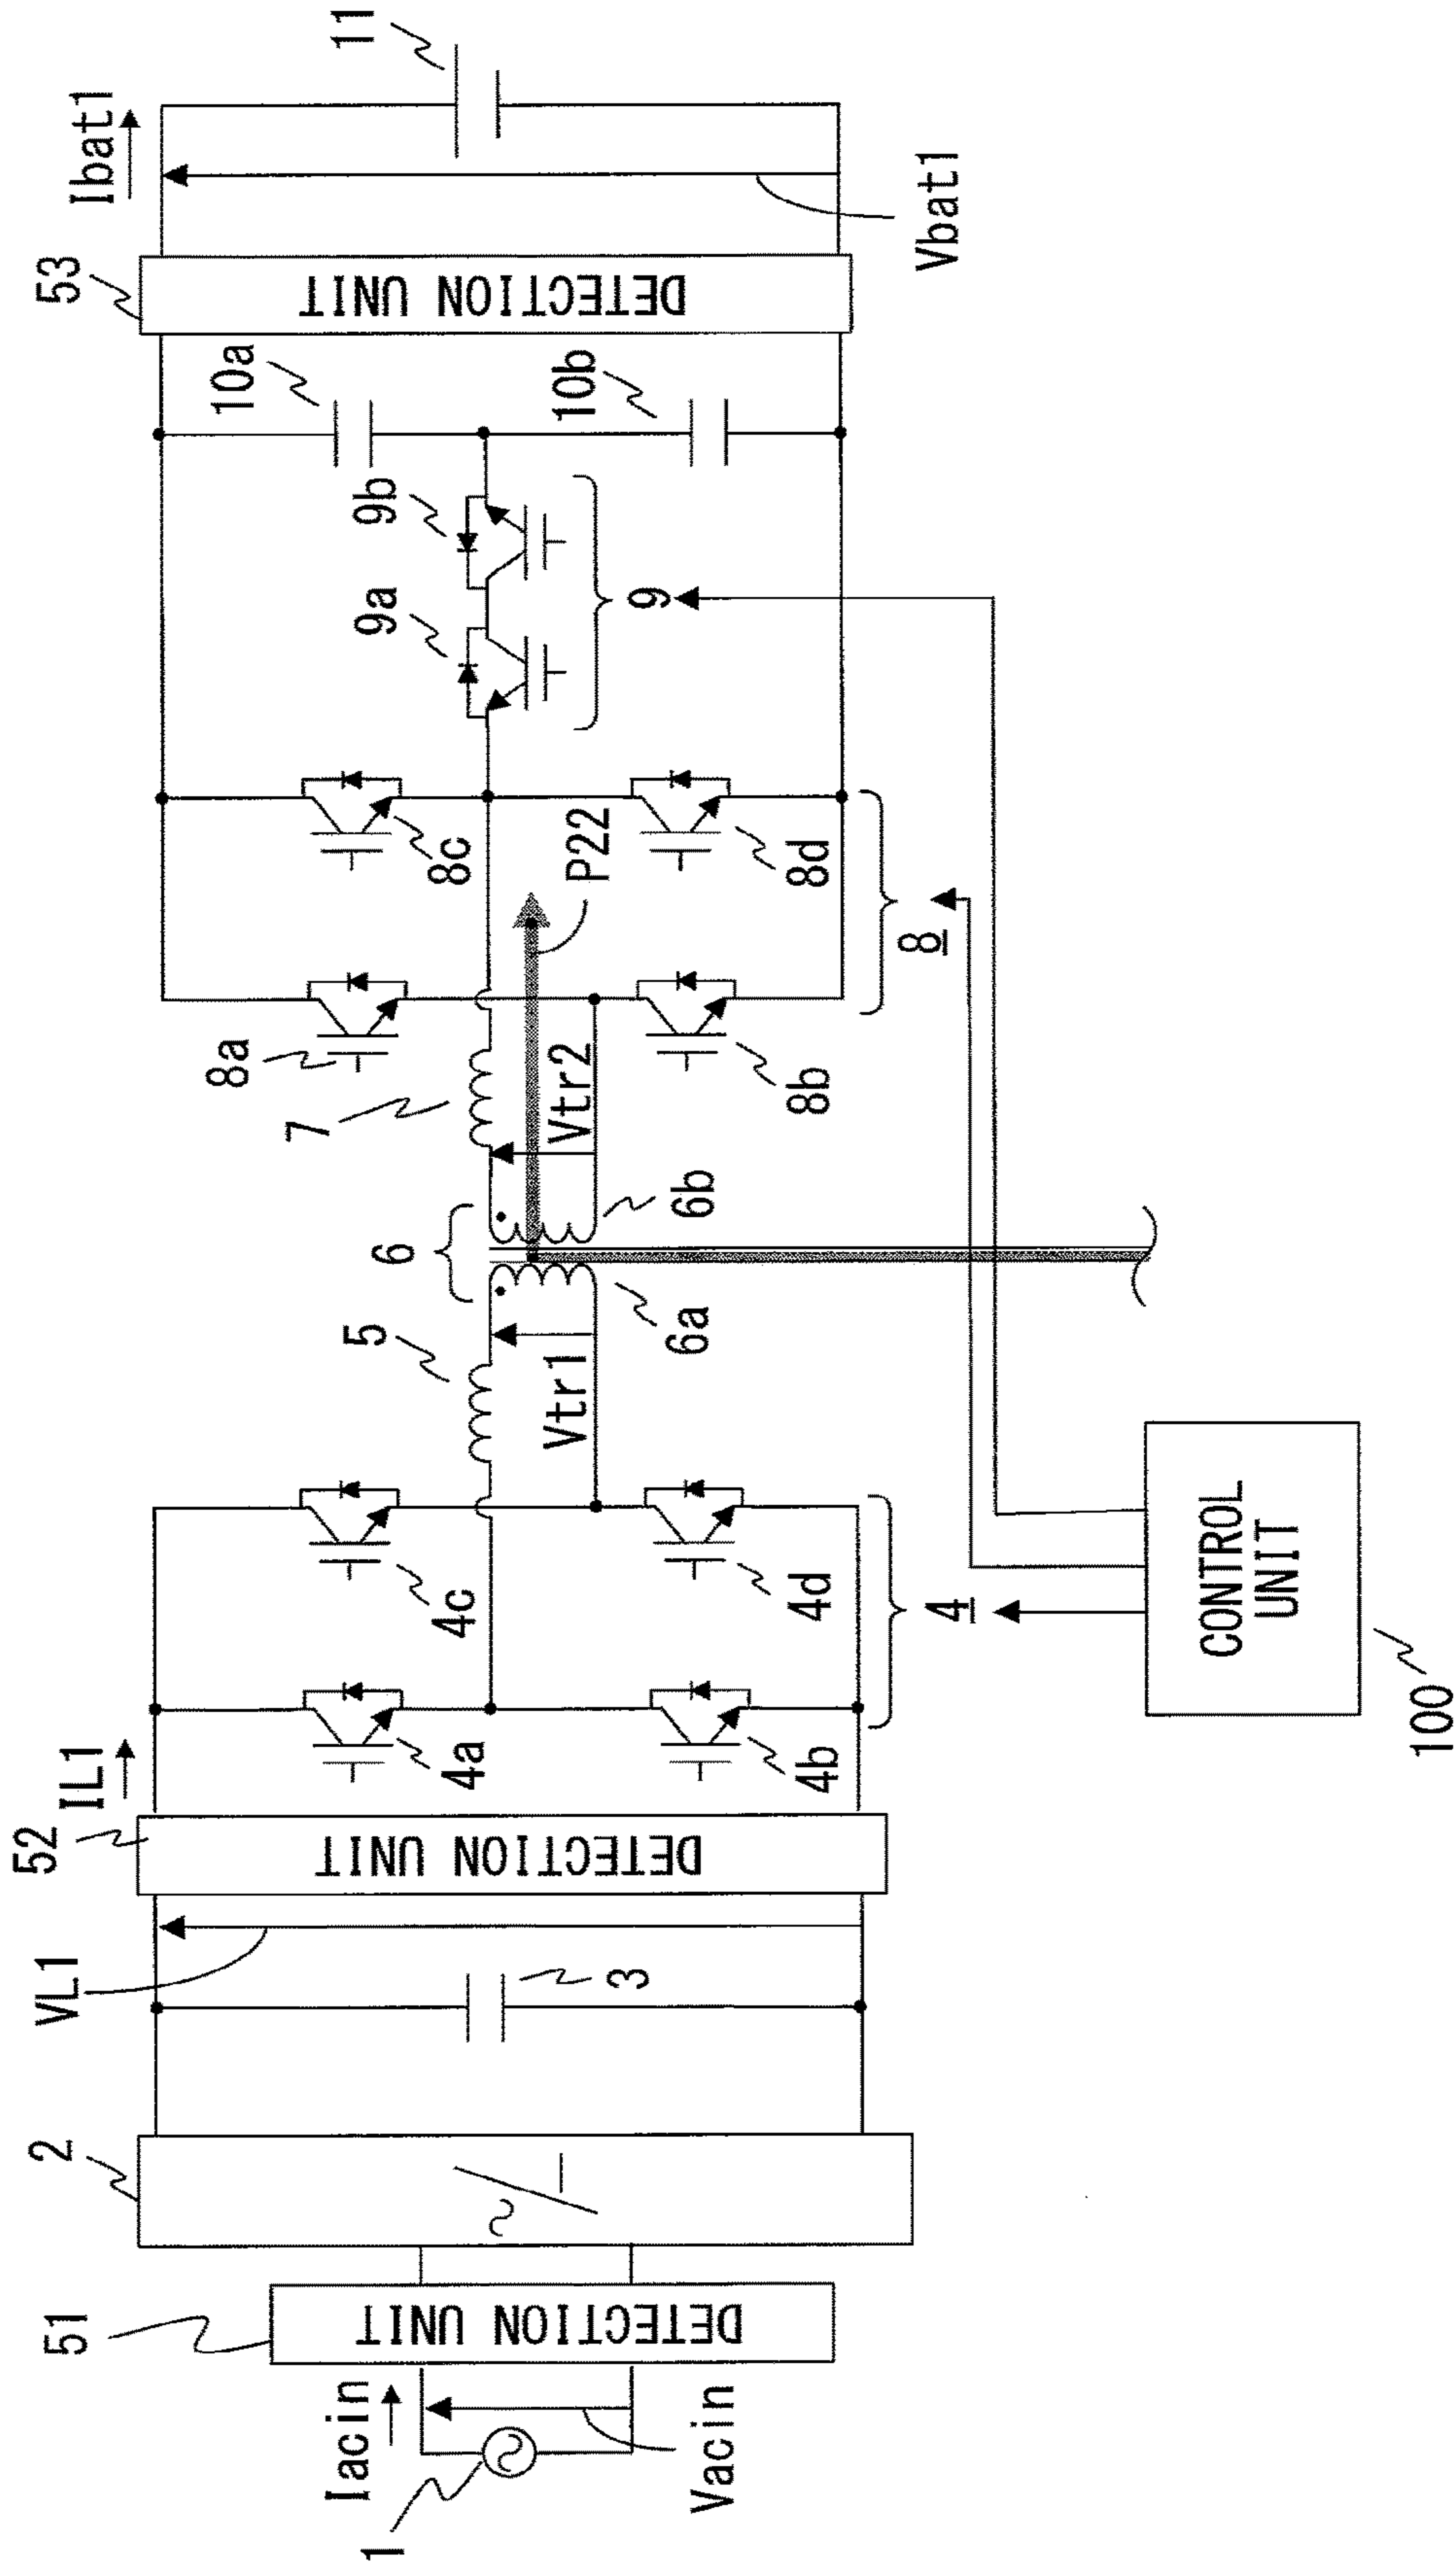 1
Iacin
Vacin
51
DETECTION UNIT
2
VL1
3
52
DETECTION UNIT
IL1
4a
4b
4c
4d
4
5
Vtr1
6
6a
6b
Vtr2
7
P22
8a
8b
8c
8d
8
9a
9b
9
10a
10b
53
DETECTION UNIT
Ibat1
Vbat1
11
CONTROL
UNIT
100